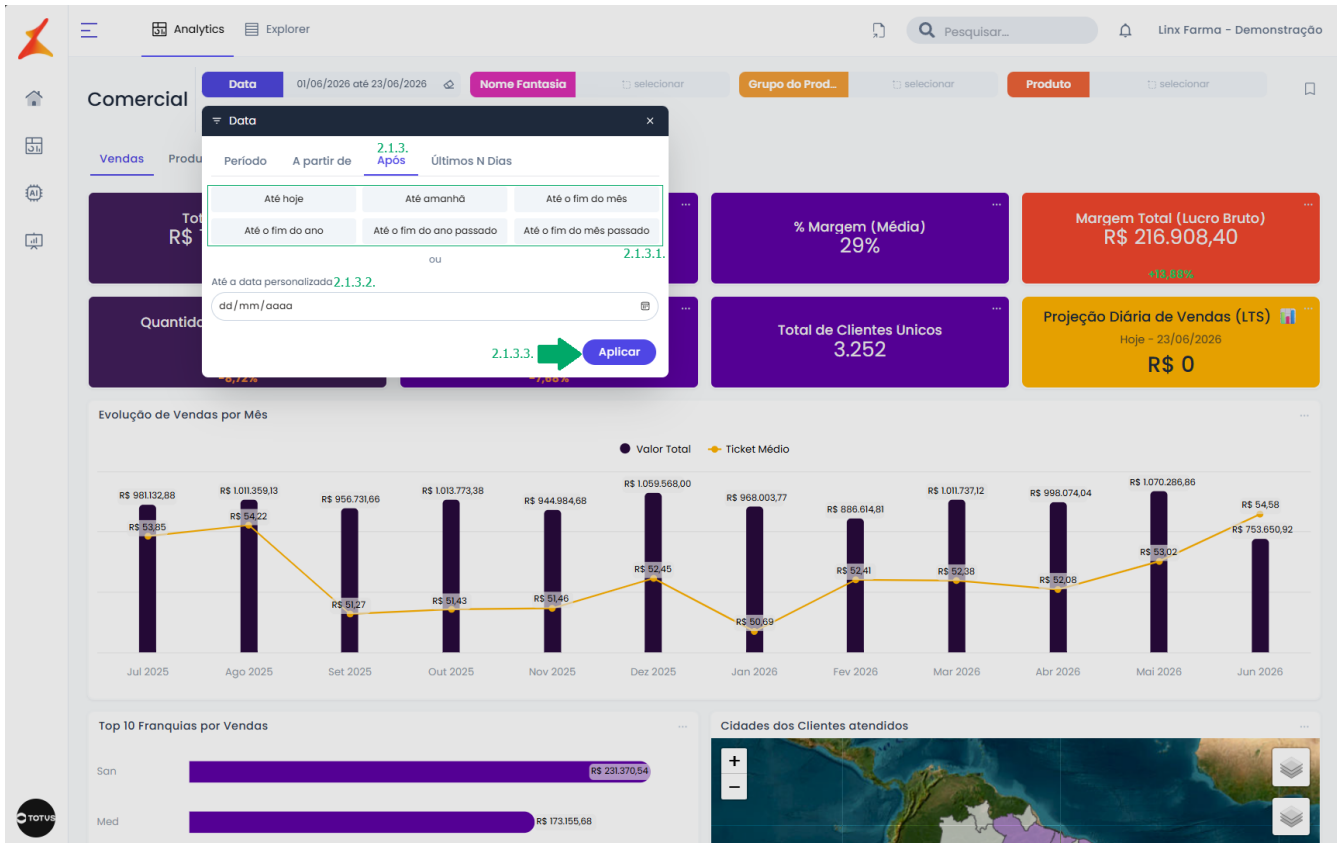 Analytics
Explorer
Pesquisar...
Linx Farma - Demonstração
Comercial
Data
01/06/2026 até 23/06/2026
Nome Fantasia
selecionar
Grupo do Prod...
selecionar
Produto
selecionar
Data
Vendas
Produ
2.1.3.
Período
A partir de
Após
Últimos N Dias
Até hoje
Até amanhã
Até o fim do mês
Até o fim do ano
Até o fim do ano passado
Até o fim do mês passado
2.1.3.1.
ou
Até a data personalizada
2.1.3.2.
dd/mm/aaaa
2.1.3.3.
Aplicar
Tot
R$
% Margem (Média)
29%
Margem Total (Lucro Bruto)
R$ 216.908,40
+13,88%
Quantida
-8,72%
-7,68%
Total de Clientes Unicos
3.252
Projeção Diária de Vendas (LTS)
Hoje - 23/06/2026
R$ 0
Evolução de Vendas por Mês
Valor Total
Ticket Médio
R$ 981.132,88
R$ 1.011.359,13
R$ 956.731,66
R$ 1.013.773,38
R$ 944.984,68
R$ 1.059.568,00
R$ 968.003,77
R$ 886.614,81
R$ 1.011.737,12
R$ 998.074,04
R$ 1.070.286,86
R$ 753.650,92
R$ 53,85
R$ 54,22
R$ 51,27
R$ 51,43
R$ 51,46
R$ 52,45
R$ 50,69
R$ 52,41
R$ 52,38
R$ 52,08
R$ 53,02
R$ 54,58
Jul 2025
Ago 2025
Set 2025
Out 2025
Nov 2025
Dez 2025
Jan 2026
Fev 2026
Mar 2026
Abr 2026
Mai 2026
Jun 2026
Top 10 Franquias por Vendas
San
R$ 231.370,54
Med
R$ 173.155,68
Cidades dos Clientes atendidos
+
−
AI
TOTVS